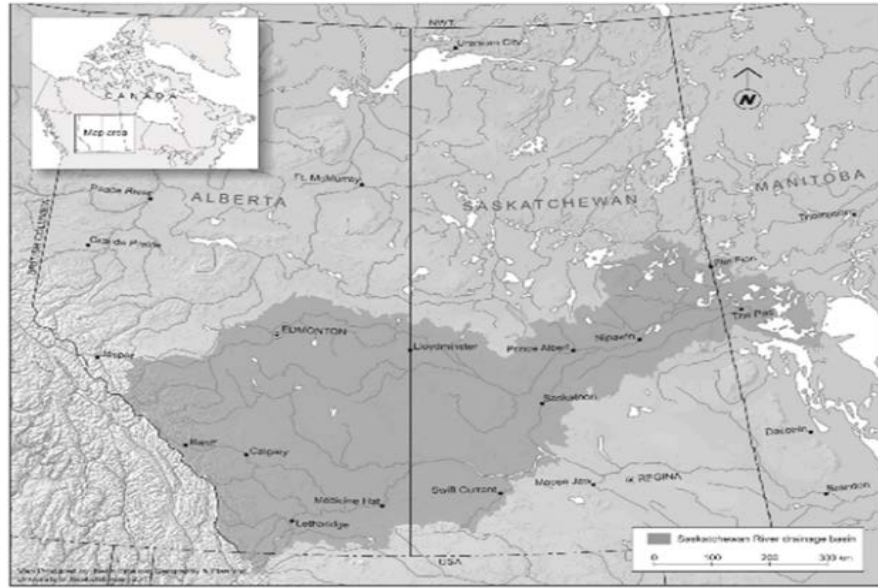 NWT.
Uranium City
CANADA
Map area
Ft. McMurray
Peace River
ALBERTA
SASKATCHEWAN
MANITOBA
Thompson
Grande Prairie
BRITISH COLUMBIA
Flin Flon
The Pas
EDMONTON
Jasper
Lloydminster
Prince Albert
Nipawin
Saskatoon
Banff
Calgary
Dauphin
Medicine Hat
Swift Current
Moose Jaw
REGINA
Brandon
Lethbridge
N
USA
Saskatchewan River drainage basin
0 100 200 300 km